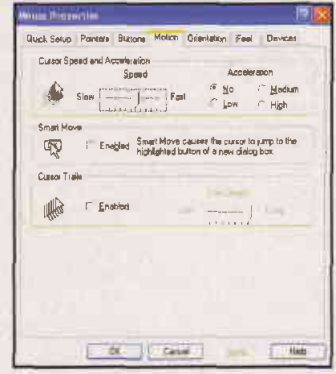 Mouse Properties
Quick Setup Pointers Buttons Motion Orientation Feel Devices
Cursor Speed and Acceleration
Speed Acceleration
Slow Fast No Medium
Low High
Smart Move
Enabled Smart Move causes the cursor to jump to the
highlighted button of a new dialog box.
Cursor Trails
Enabled
OK Cancel Help